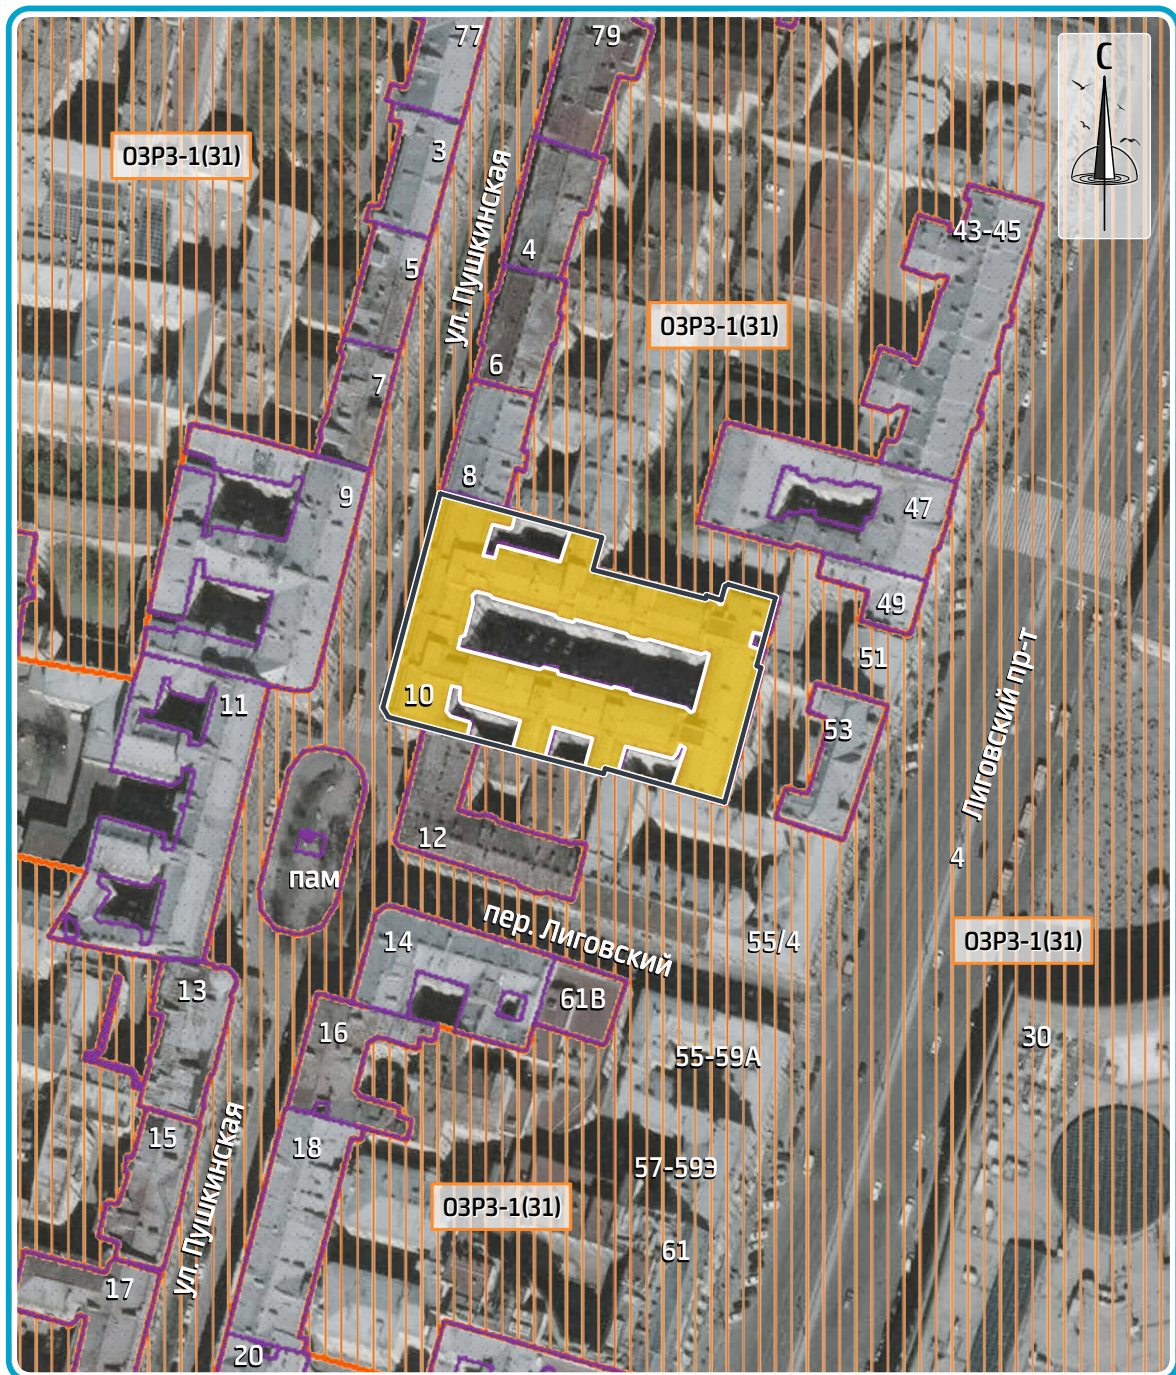 77
79
С
ОЗРЗ-1(31)
3
ул. Пушкинская
4
43-45
5
ОЗРЗ-1(31)
6
7
8
9
47
49
51
10
11
53
Лиговский пр-т
12
4
пам
пер. Лиговский
14
55/4
ОЗРЗ-1(31)
13
61В
16
30
55-59А
15
18
57-59Э
ул. Пушкинская
ОЗРЗ-1(31)
61
17
20